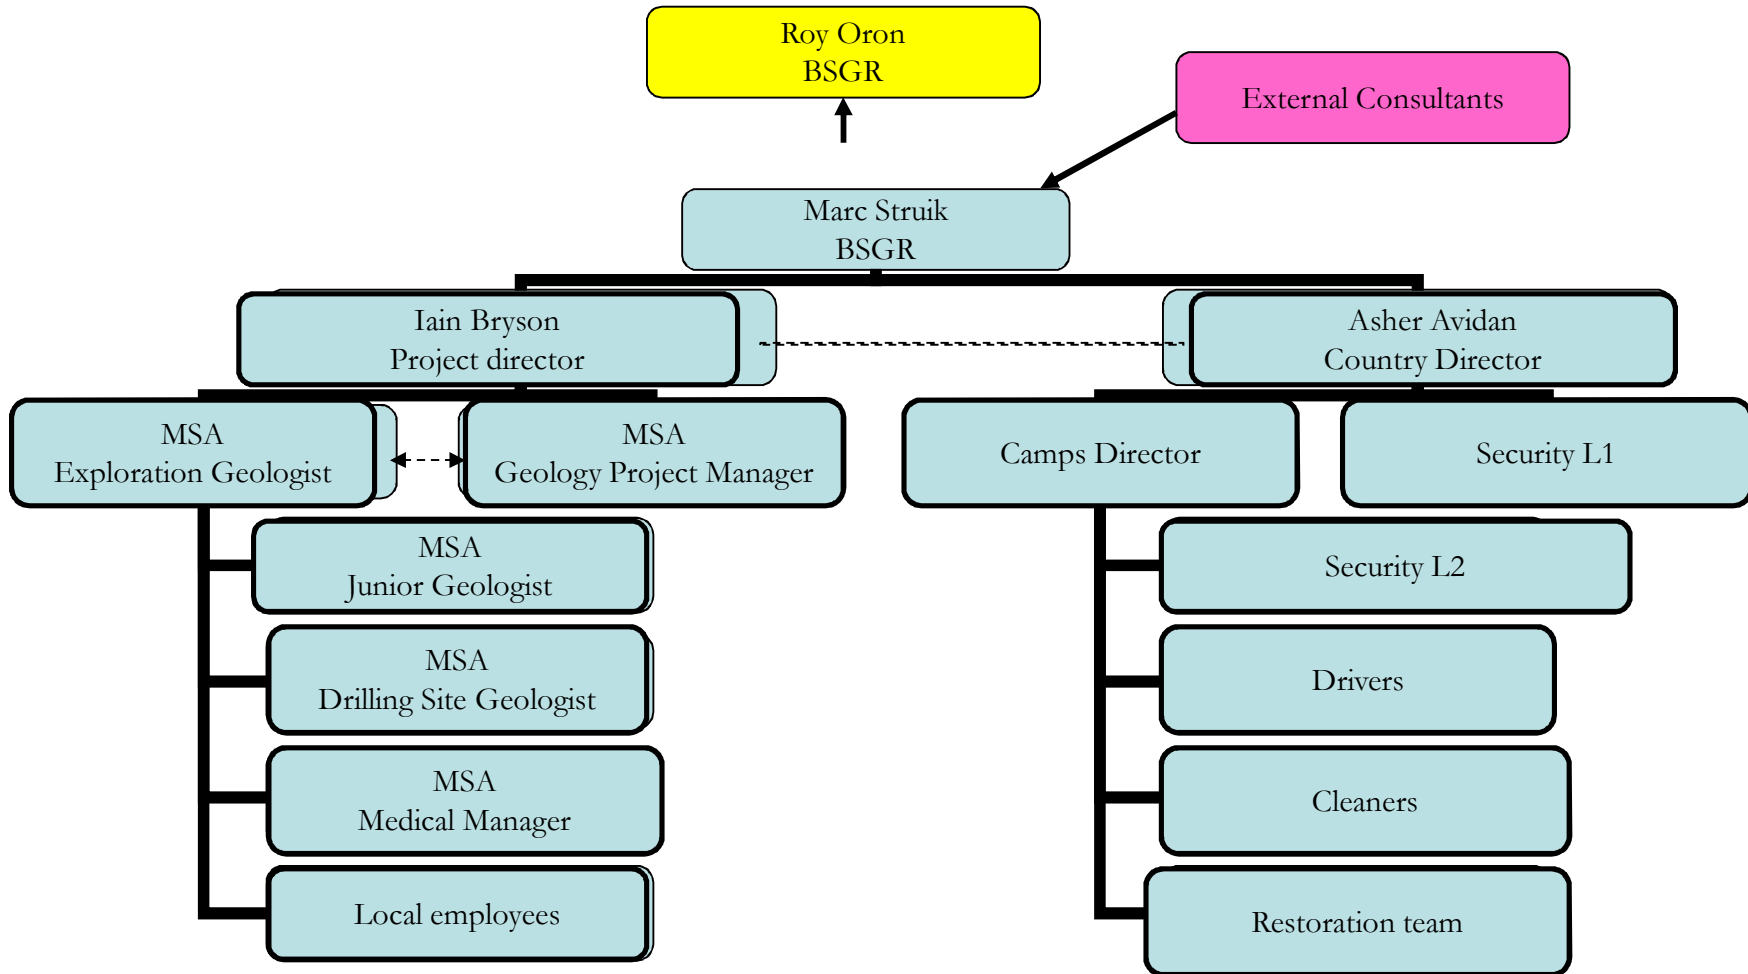 Roy Oron
BSGR
External Consultants
Marc Struik
BSGR
Iain Bryson
Project director
Asher Avidan
Country Director
MSA
Exploration Geologist
MSA
Geology Project Manager
Camps Director
Security L1
MSA
Junior Geologist
MSA
Drilling Site Geologist
MSA
Medical Manager
Local employees
Security L2
Drivers
Cleaners
Restoration team